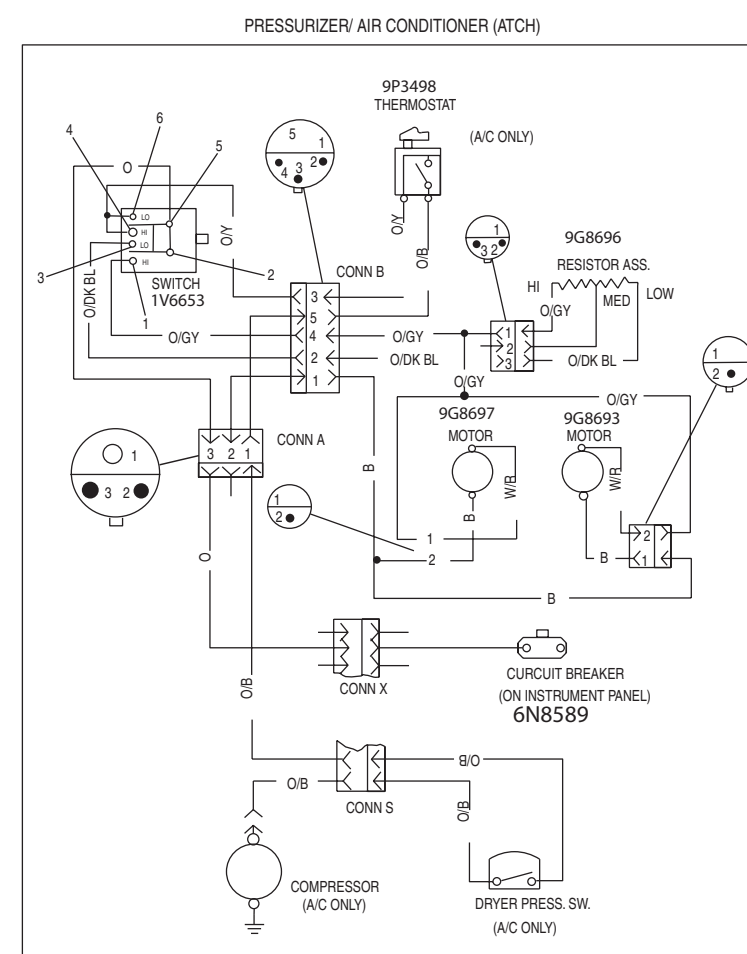 PRESSURIZER/ AIR CONDITIONER (ATCH)
9P3498
THERMOSTAT
(A/C ONLY)
4
6
5
O
LO
HI
LO
HI
3
SWITCH
1V6653
1
2
O/Y
O/DK BL
O/GY
5
1
4
3
2
CONN B
3
5
4
2
1
O/Y
O/B
O/GY
O/DK BL
1
3
2
9G8696
RESISTOR ASS.
HI
MED
LOW
O/GY
1
2
3
O/DK BL
1
2
O/GY
O/GY
9G8697
MOTOR
W/R
B
9G8693
MOTOR
W/R
B
2
1
CONN A
3
2
1
1
3
2
1
2
1
2
B
B
O
O/B
CONN X
CURCUIT BREAKER
(ON INSTRUMENT PANEL)
6N8589
O/B
O/B
CONN S
O/B
COMPRESSOR
(A/C ONLY)
DRYER PRESS. SW.
(A/C ONLY)